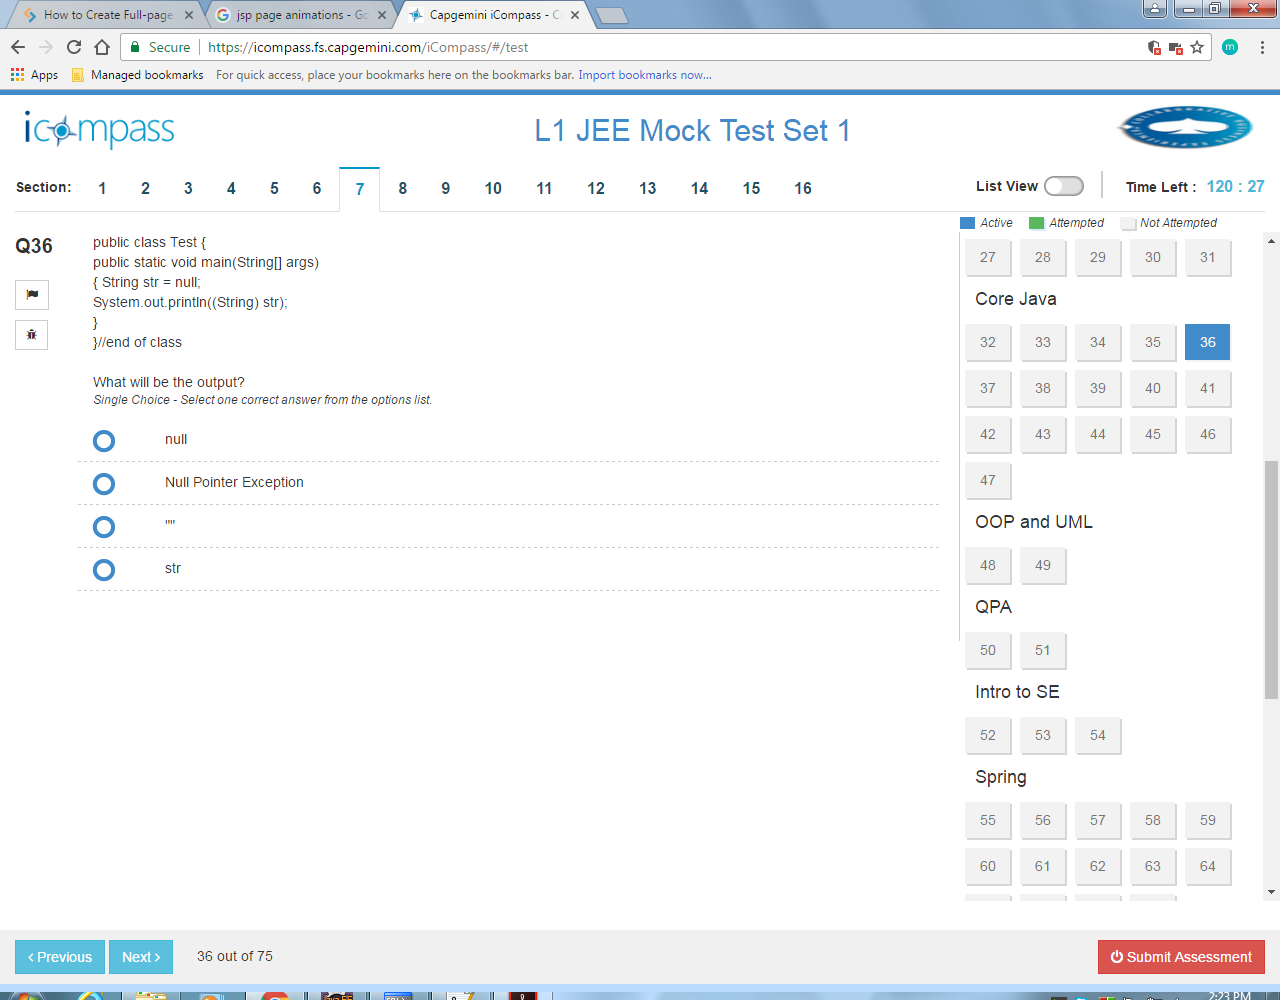 How to Create Full-page
jsp page animations - Go
Capgemini iCompass - C
Secure
https://icompass.fs.capgemini.com/iCompass/#/test
m
Apps
Managed bookmarks
For quick access, place your bookmarks here on the bookmarks bar. Import bookmarks now...
icompass
L1 JEE Mock Test Set 1
Section: 1 2 3 4 5 6 7 8 9 10 11 12 13 14 15 16
List View
Time Left : 120 : 27
Active Attempted Not Attempted
Q36
public class Test {
public static void main(String[] args)
{ String str = null;
System.out.println((String) str);
}
}//end of class
What will be the output?
Single Choice - Select one correct answer from the options list.
null
Null Pointer Exception
""
str
27 28 29 30 31
Core Java
32 33 34 35 36
37 38 39 40 41
42 43 44 45 46
47
OOP and UML
48 49
QPA
50 51
Intro to SE
52 53 54
Spring
55 56 57 58 59
60 61 62 63 64
‹ Previous
Next ›
36 out of 75
Submit Assessment
2:23 PM